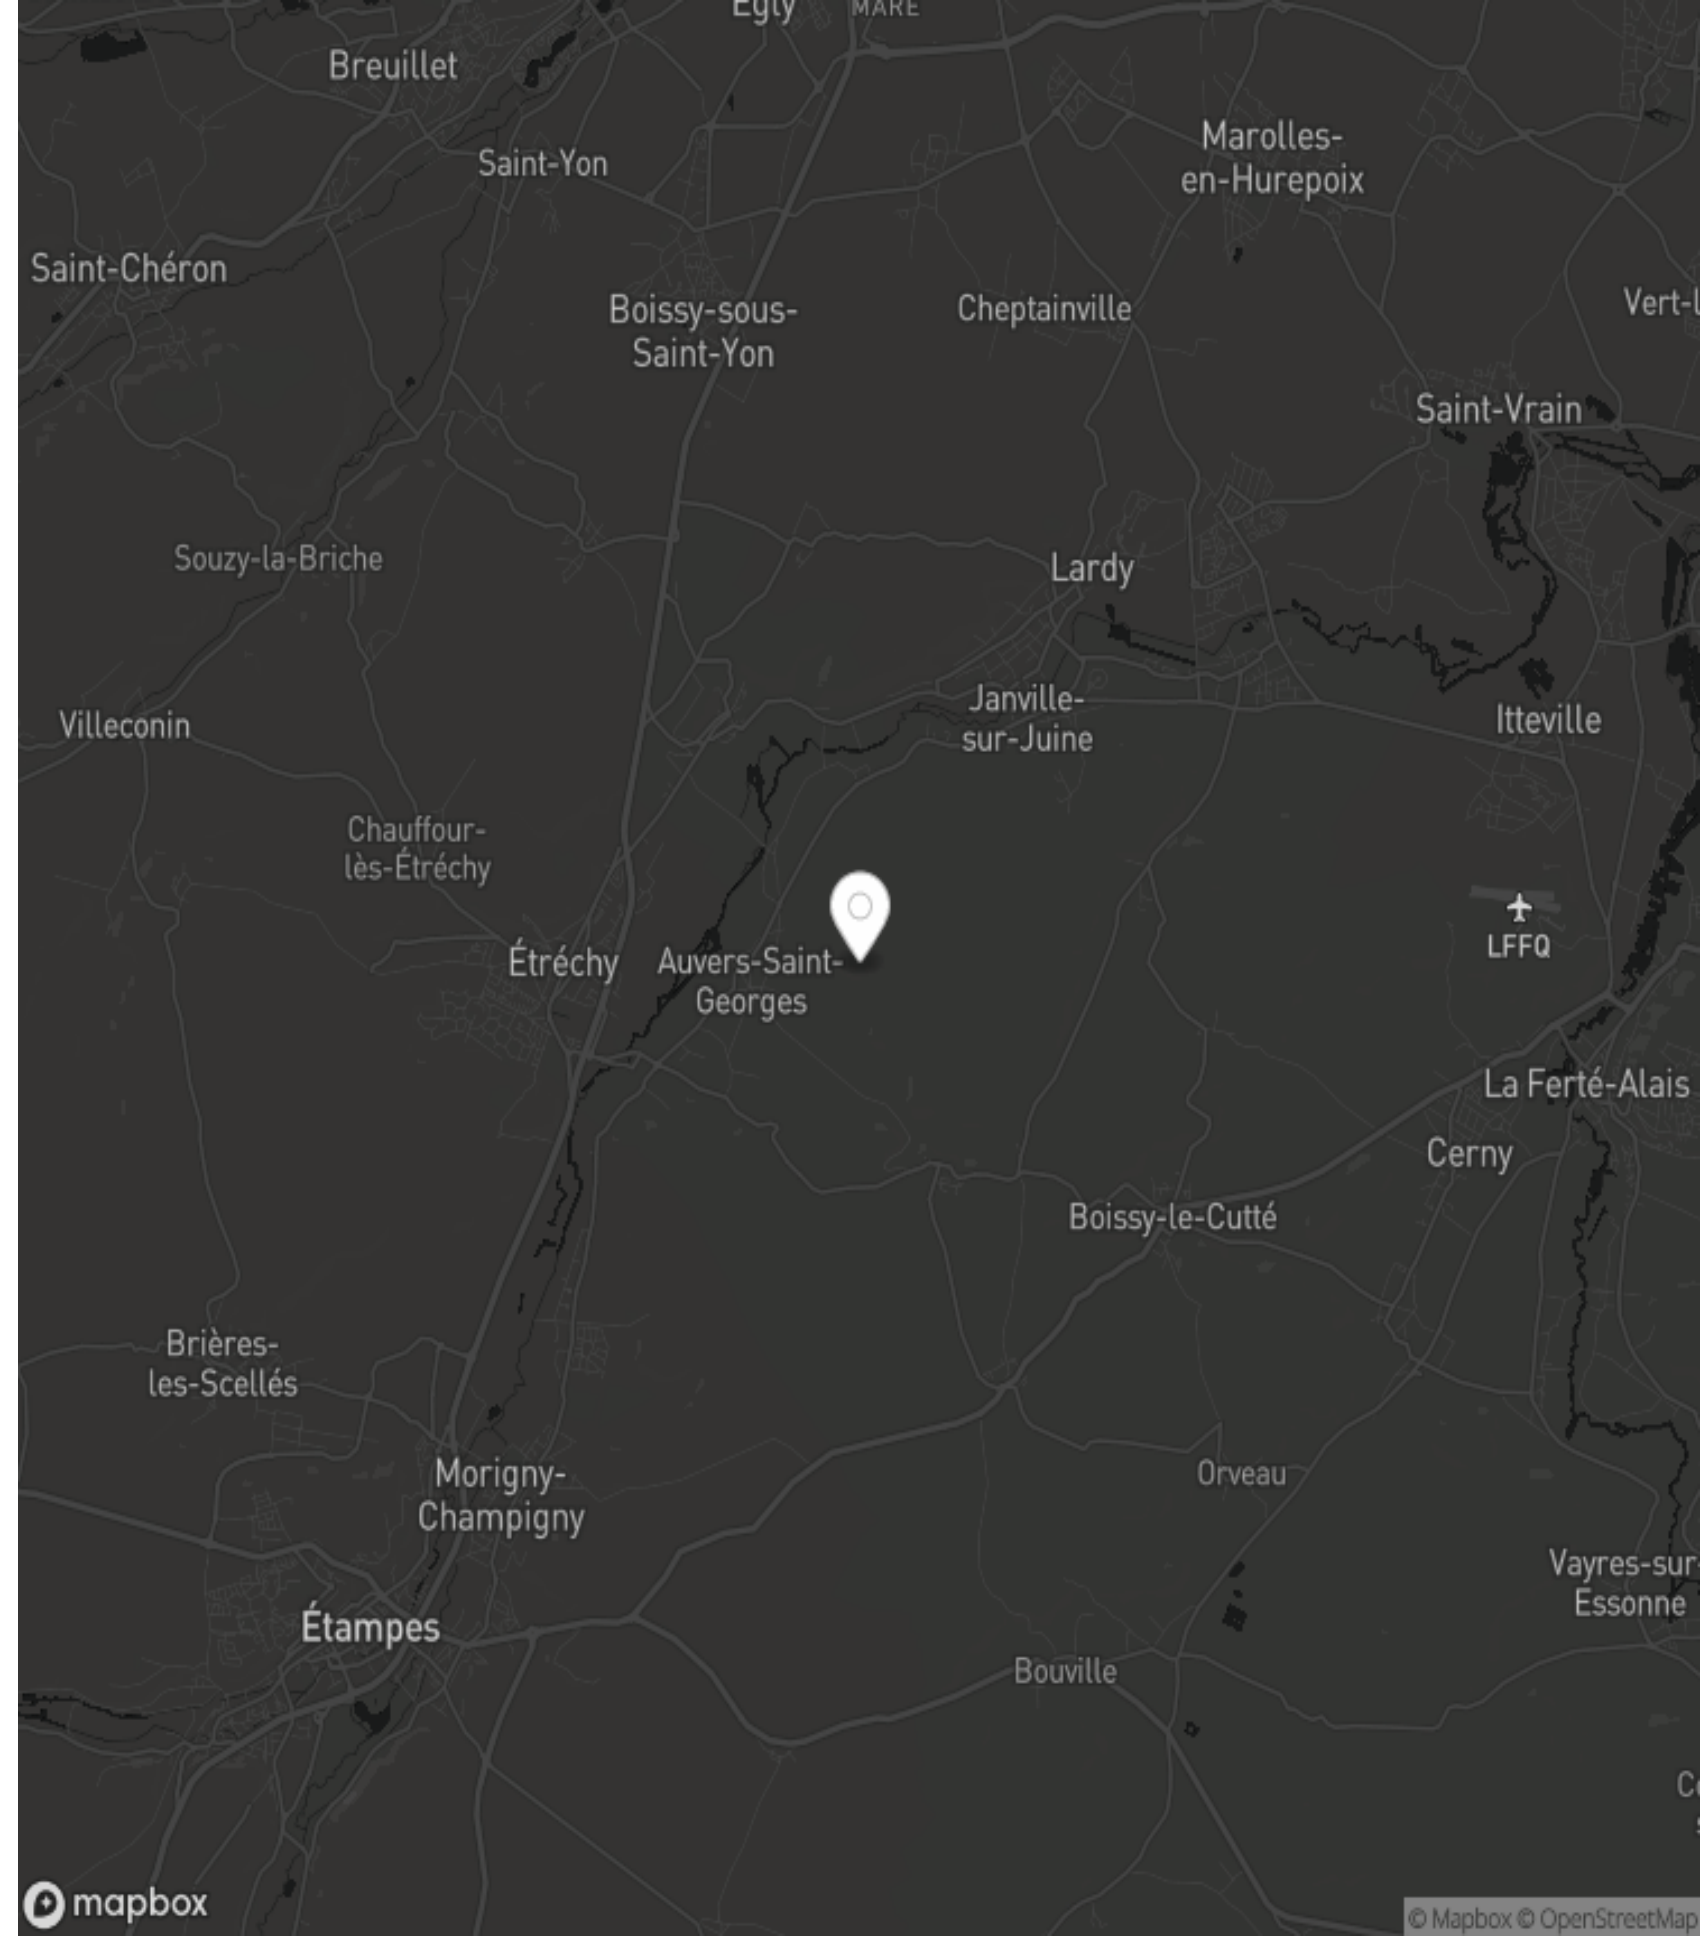 Egly
MARE
Breuillet
Marolles-
en-Hurepoix
Saint-Yon
Saint-Chéron
Boissy-sous-
Saint-Yon
Cheptainville
Vert-l
Saint-Vrain
Souzy-la-Briche
Lardy
Janville-
sur-Juine
Villeconin
Itteville
Chauffour-
lès-Étréchy
LFFQ
Étréchy
Auvers-Saint-
Georges
La Ferté-Alais
Cerny
Boissy-le-Cutté
Brières-
les-Scellés
Morigny-
Champigny
Orveau
Vayres-sur-
Essonne
Étampes
Bouville
mapbox
© Mapbox © OpenStreetMap